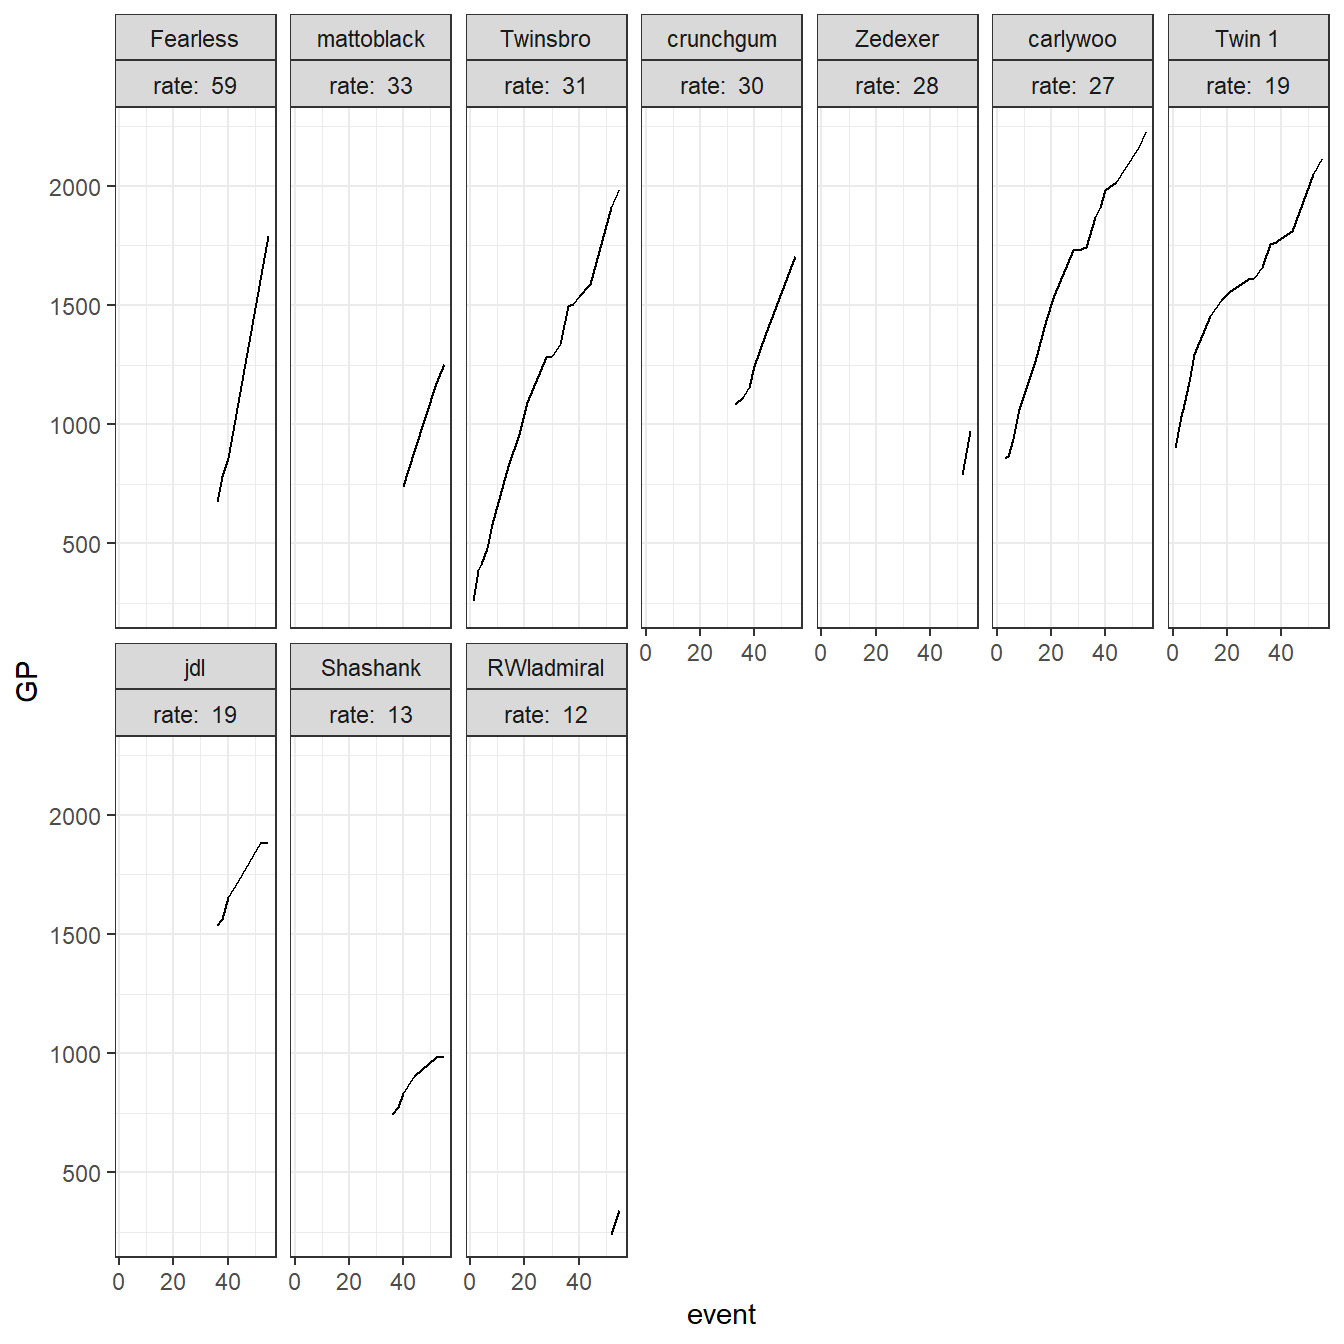 Fearless mattoblack Twinsbro crunchgum Zedexer carlywoo Twin 1
rate: 59 rate: 33 rate: 31 rate: 30 rate: 28 rate: 27 rate: 19
2000
1500
1000
500
0 20 40 0 20 40 0 20 40 0 20 40
GP
jdl Shashank RWladmiral
rate: 19 rate: 13 rate: 12
2000
1500
1000
500
0 20 40 0 20 40 0 20 40
event